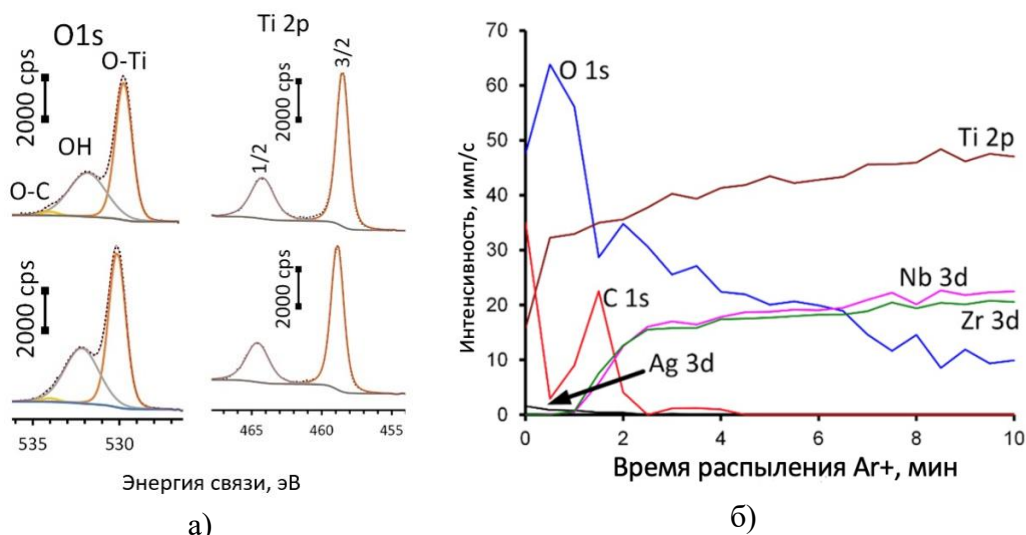 O1s
O-Ti
2000 cps
OH
O-C
Ti 2p
3/2
2000 cps
1/2
2000 cps
2000 cps
535
530
465
460
455
Энергия связи, эВ
а)
Интенсивность, имп/с
70
60
50
40
30
20
10
0
O 1s
Ti 2p
C 1s
Nb 3d
Zr 3d
Ag 3d
0
2
4
6
8
10
Время распыления Ar+, мин
б)